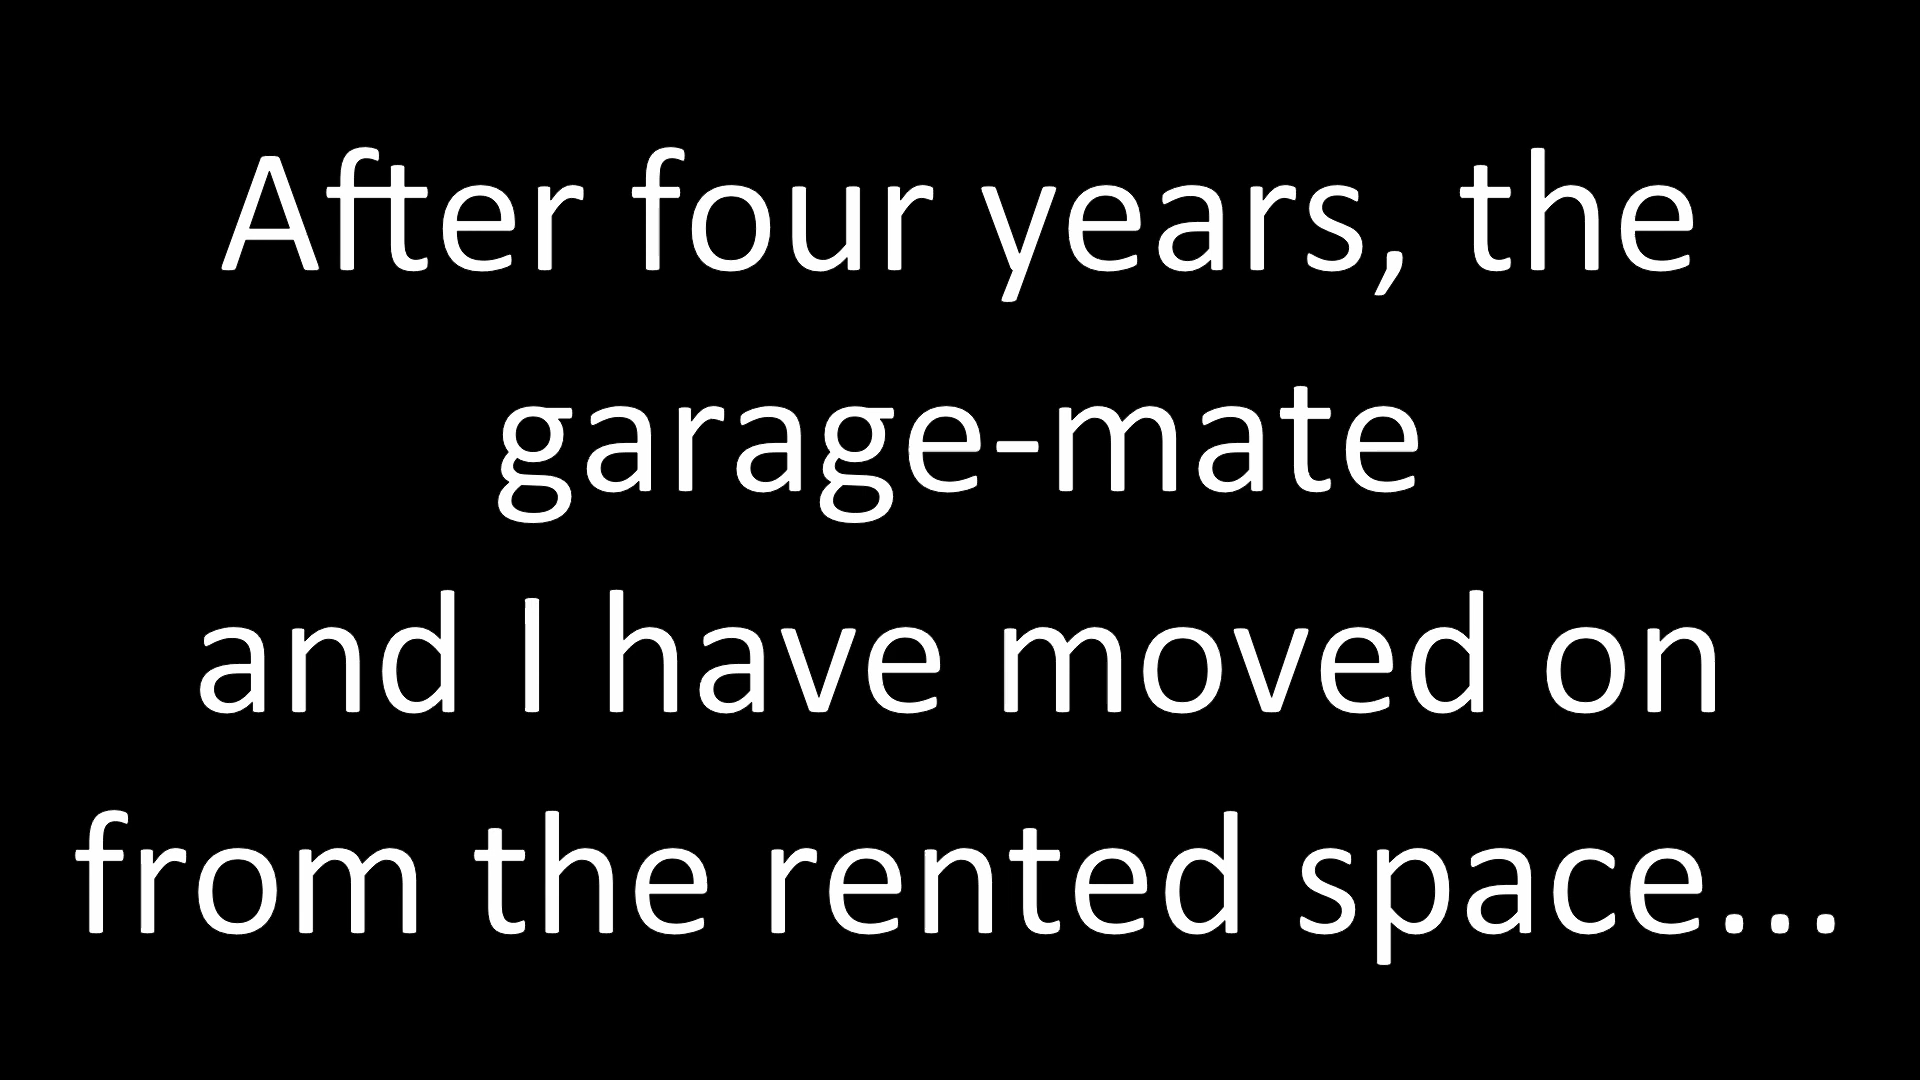 After four years, the
garage-mate
and I have moved on
from the rented space...